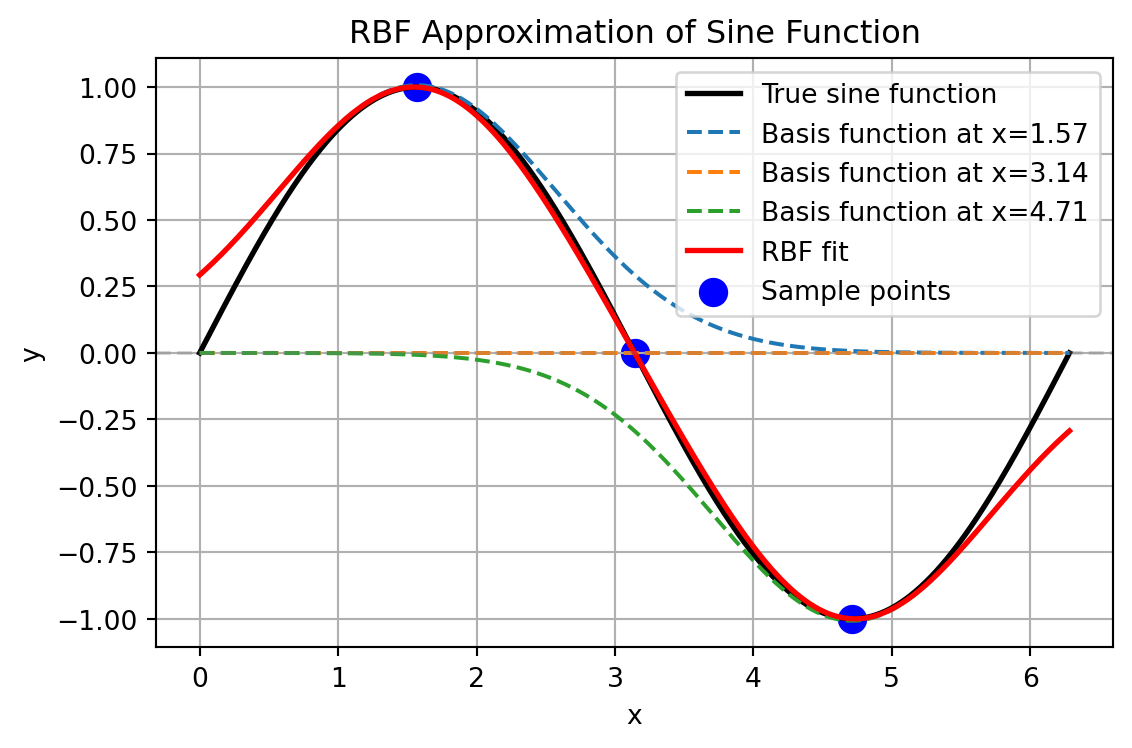 RBF Approximation of Sine Function
True sine function
Basis function at x=1.57
Basis function at x=3.14
Basis function at x=4.71
RBF fit
Sample points
1.00
0.75
0.50
0.25
0.00
−0.25
−0.50
−0.75
−1.00
y
0 1 2 3 4 5 6
x